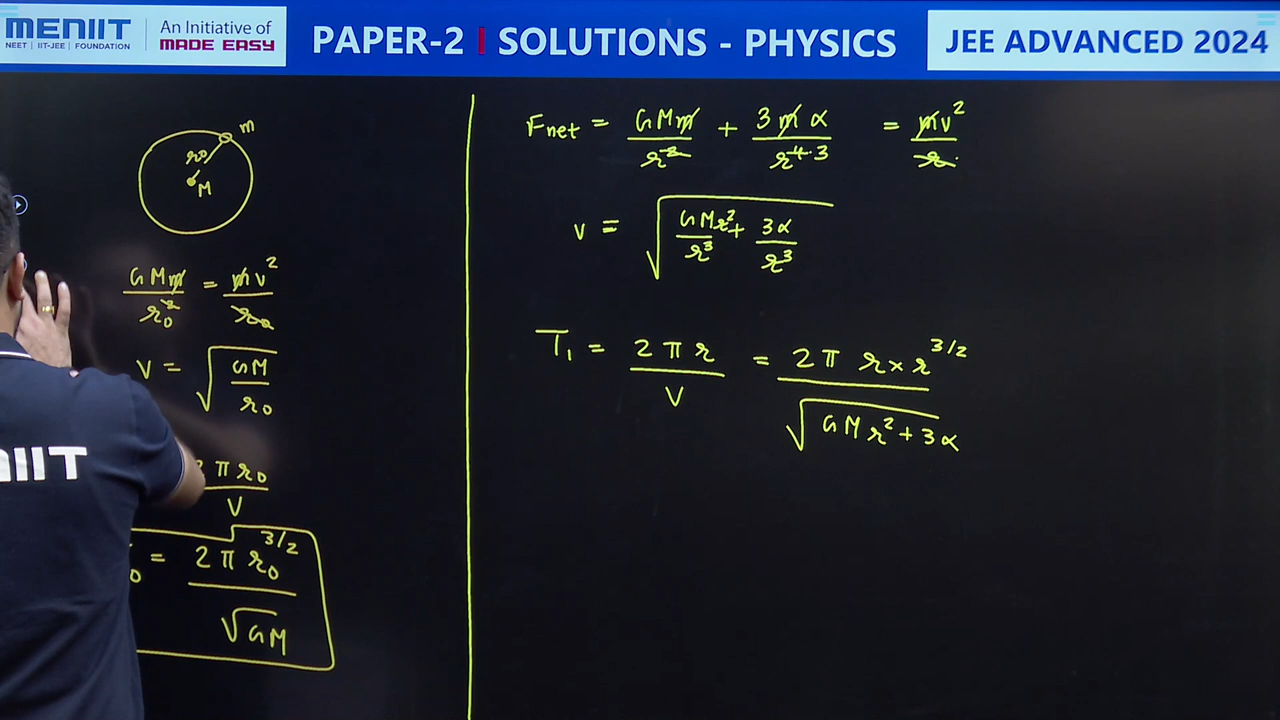 MENIIT
NEET | IIT-JEE | FOUNDATION
An Initiative of
MADE EASY
PAPER-2 | SOLUTIONS - PHYSICS
JEE ADVANCED 2024
m
r₀
M
GMm/r₀² = mv²/r₀
v = √(GM/r₀)
2πr₀/V
₀ = 2πr₀^(3/2)/√GM
Fnet = GMm/r² + 3mα/r⁴·³ = mv²/r
v = √(GMr²/r³ + 3α/r³)
T₁ = 2πr/V = 2π r×r^(3/2)/√(GMr²+3α)
IIT